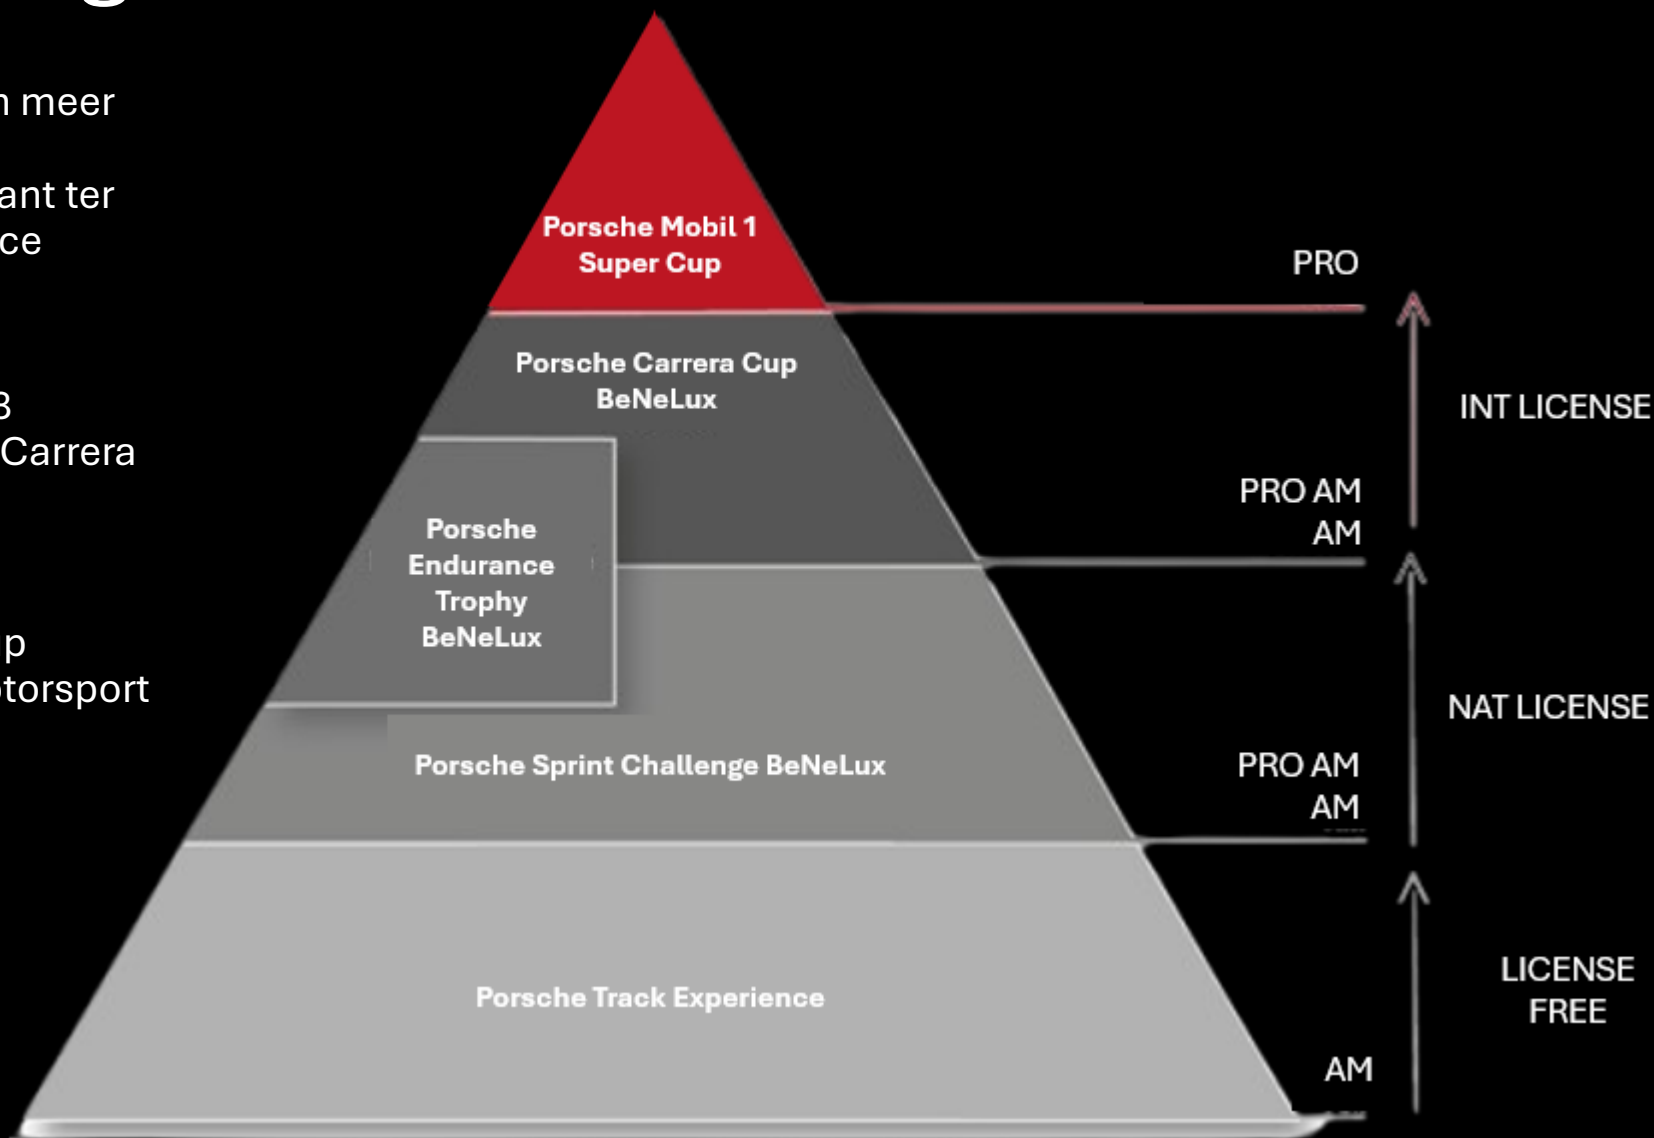 n meer
ant ter
ce
3
Carrera
p
torsport
Porsche Mobil 1
Super Cup
Porsche Carrera Cup
BeNeLux
Porsche
Endurance
Trophy
BeNeLux
Porsche Sprint Challenge BeNeLux
Porsche Track Experience
PRO
PRO AM
AM
PRO AM
AM
AM
INT LICENSE
NAT LICENSE
LICENSE
FREE